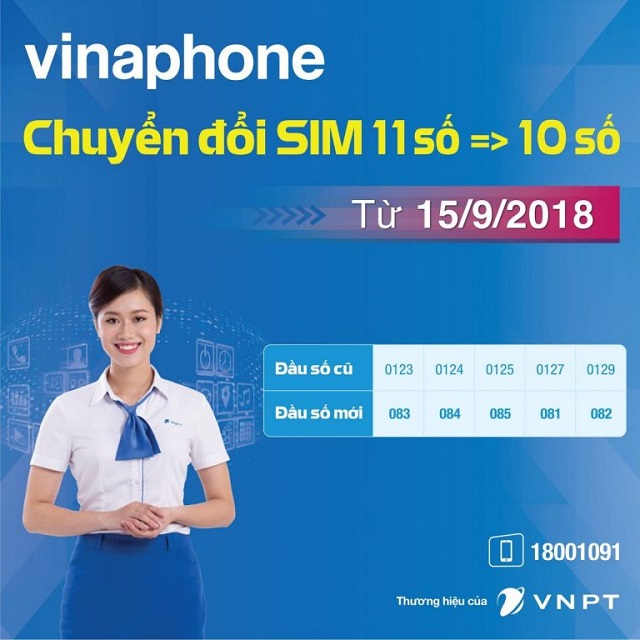 vinaphone
Chuyển đổi SIM 11 số => 10 số
Từ 15/9/2018
Đầu số cũ 0123 0124 0125 0127 0129
Đầu số mới 083 084 085 081 082
18001091
Thương hiệu của VNPT